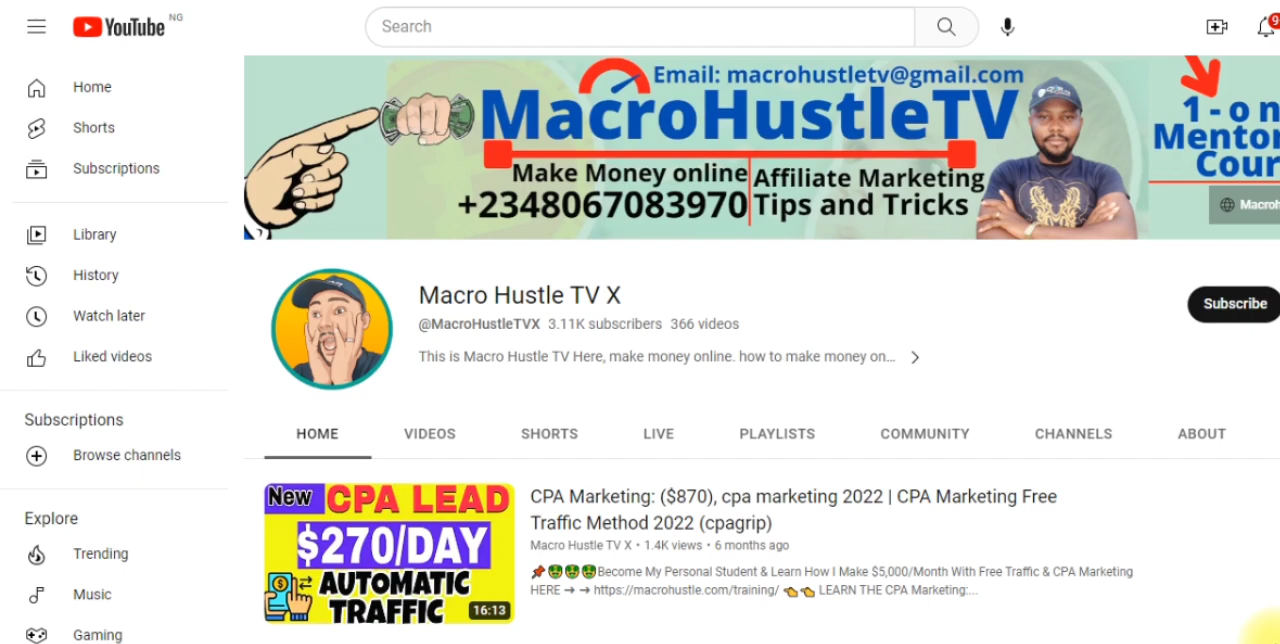 YouTube NG
Search
9
Home
Shorts
Subscriptions
Library
History
Watch later
Liked videos
Subscriptions
Browse channels
Explore
Trending
Music
Gaming
Email: macrohustletv@gmail.com
MacroHustleTV
Make Money online
+2348067083970
Affiliate Marketing
Tips and Tricks
1-on
Mentor
Cour
Macroh
Macro Hustle TV X
@MacroHustleTVX 3.11K subscribers 366 videos
This is Macro Hustle TV Here, make money online. how to make money on...
Subscribe
HOME VIDEOS SHORTS LIVE PLAYLISTS COMMUNITY CHANNELS ABOUT
New CPA LEAD
$270/DAY
AUTOMATIC
TRAFFIC
16:13
CPA Marketing: ($870), cpa marketing 2022 | CPA Marketing Free
Traffic Method 2022 (cpagrip)
Macro Hustle TV X • 1.4K views • 6 months ago
📌🤑🤑🤑Become My Personal Student & Learn How I Make $5,000/Month With Free Traffic & CPA Marketing
HERE ➔ ➔ https://macrohustle.com/training/ 👈👈 LEARN THE CPA Marketing:...